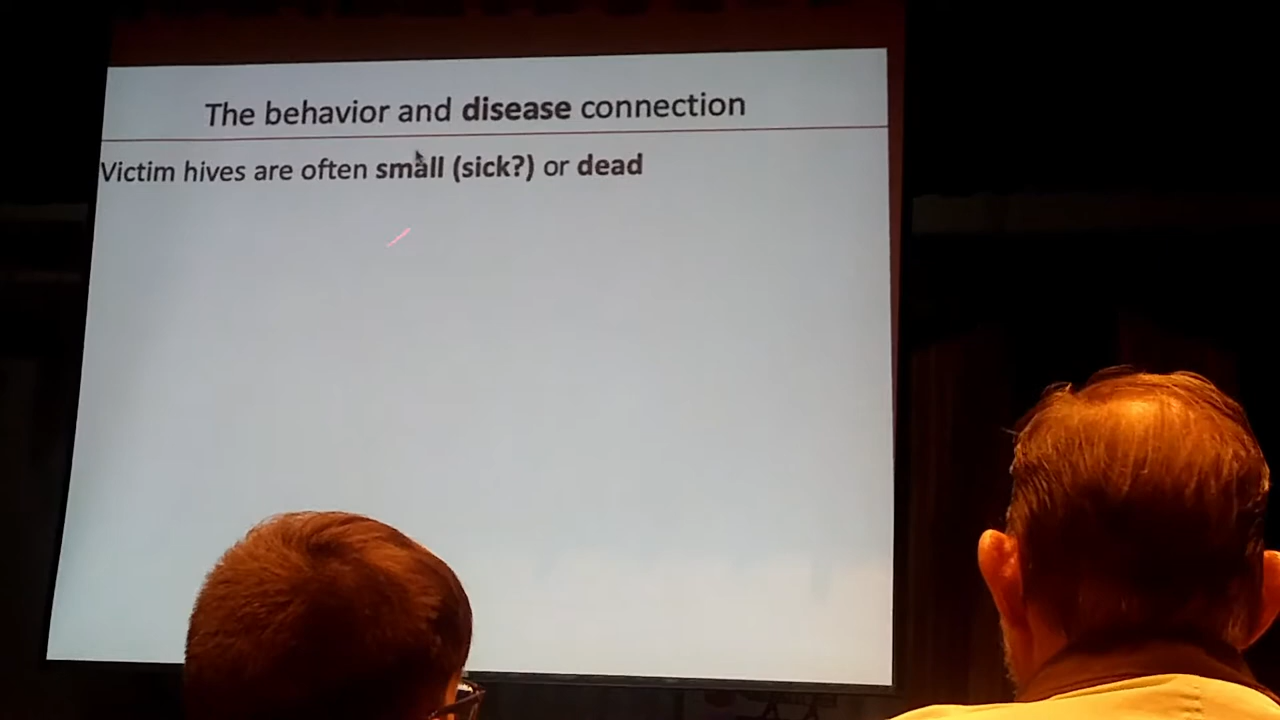 The behavior and disease connection
Victim hives are often small (sick?) or dead